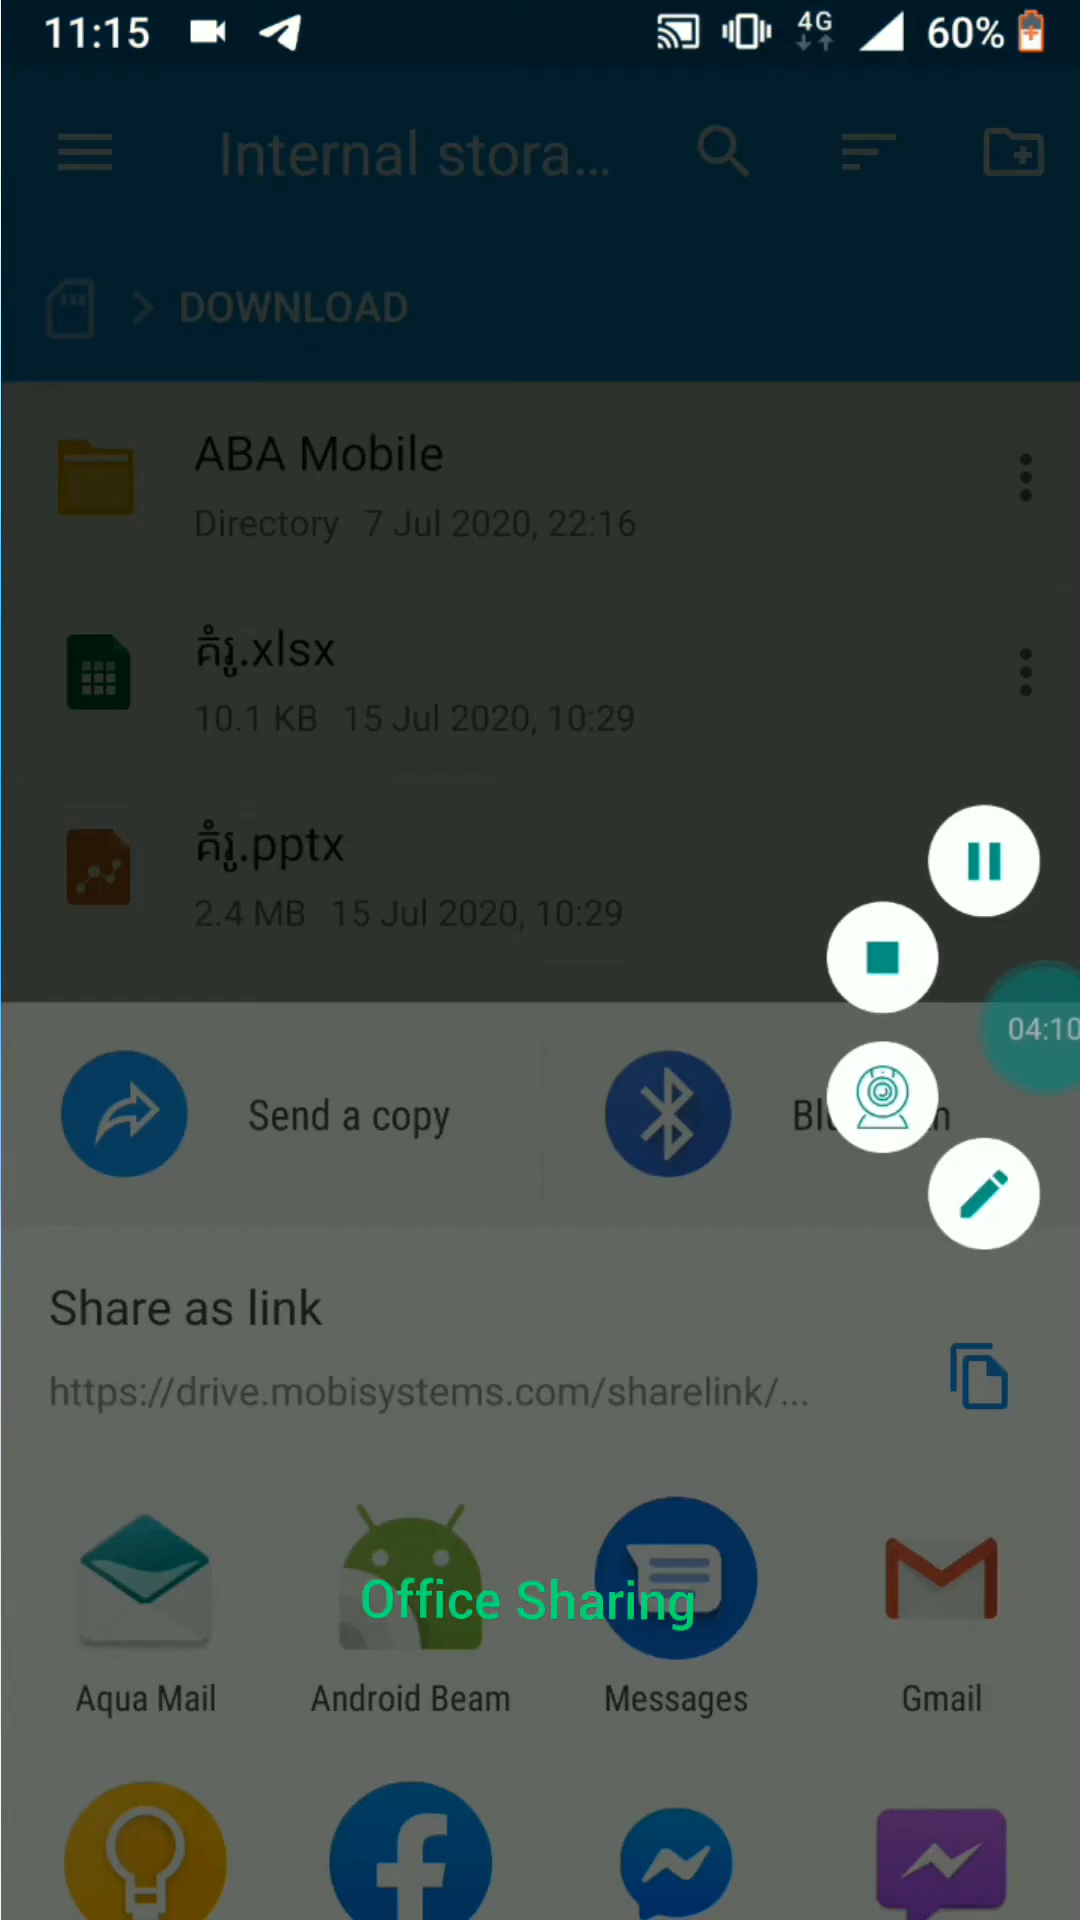 11:15 4G 60%
Internal stora...
DOWNLOAD
ABA Mobile
Directory 7 Jul 2020, 22:16
គំរូ.xlsx
10.1 KB 15 Jul 2020, 10:29
គំរូ.pptx
2.4 MB 15 Jul 2020, 10:29
04:10
Send a copy
Share as link
https://drive.mobisystems.com/sharelink/...
Office Sharing
Aqua Mail
Android Beam
Messages
Gmail